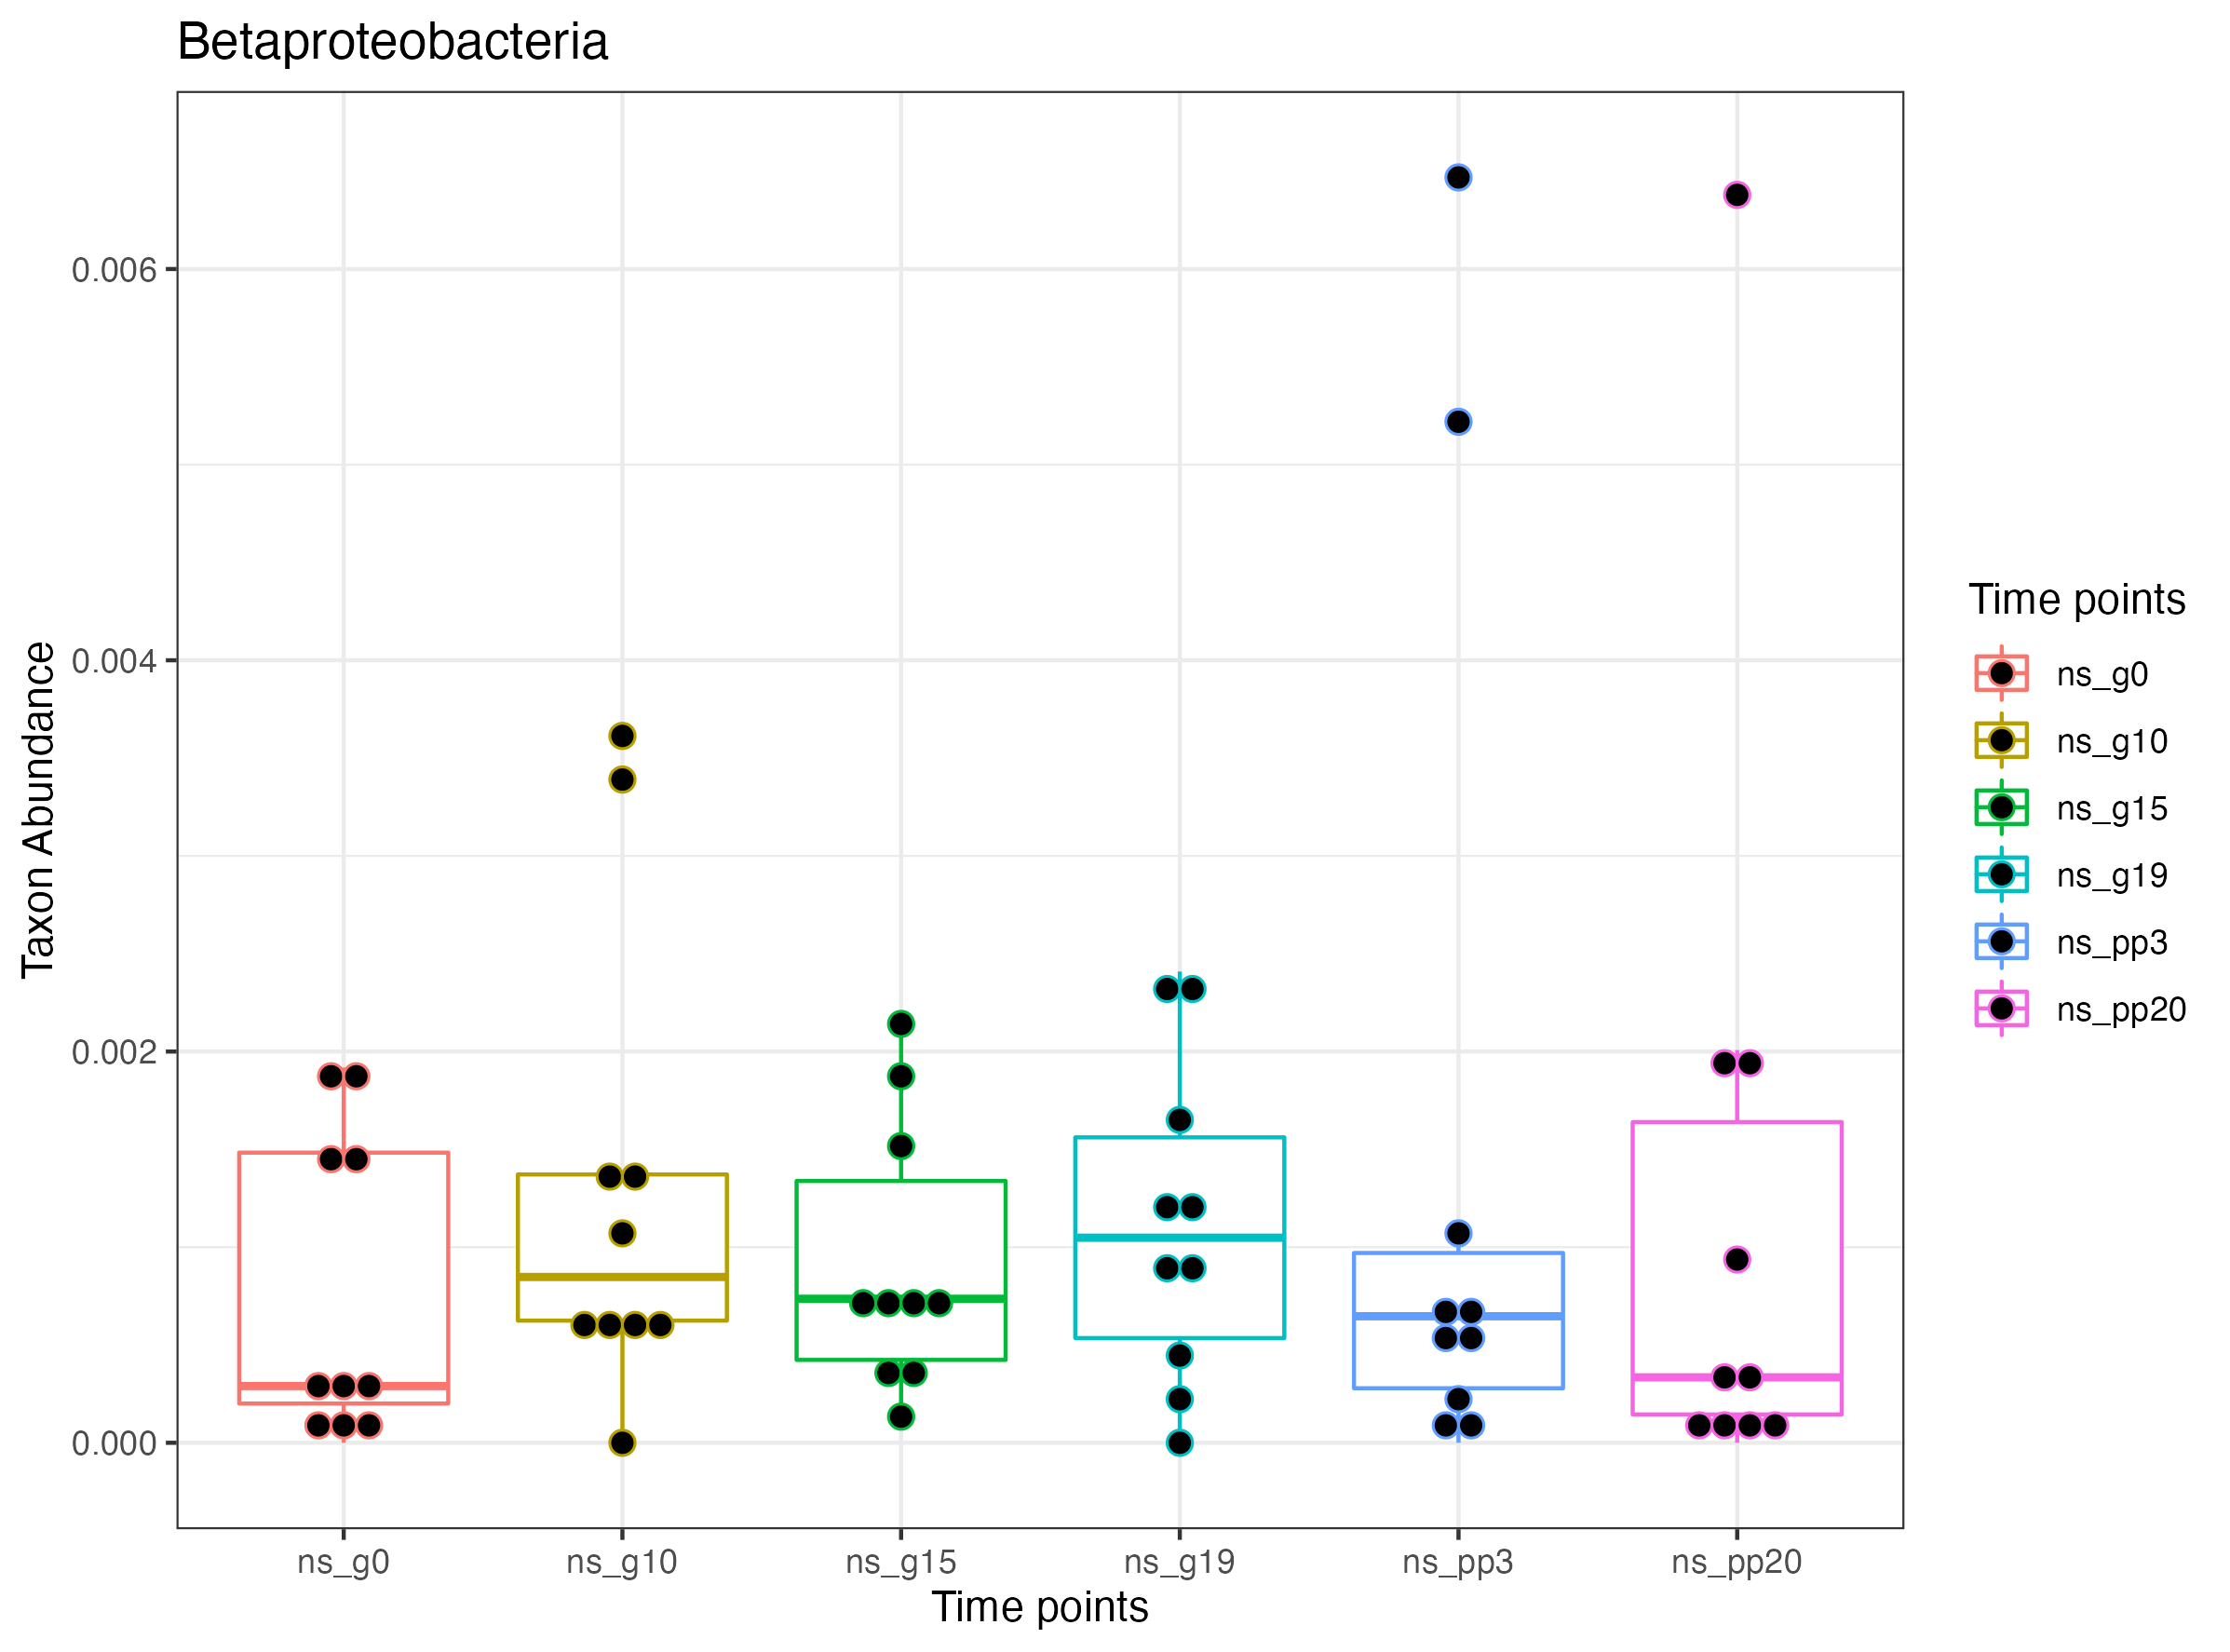 Betaproteobacteria
Taxon Abundance
0.006
0.004
0.002
0.000
ns_g0
ns_g10
ns_g15
ns_g19
ns_pp3
ns_pp20
Time points
Time points
ns_g0
ns_g10
ns_g15
ns_g19
ns_pp3
ns_pp20